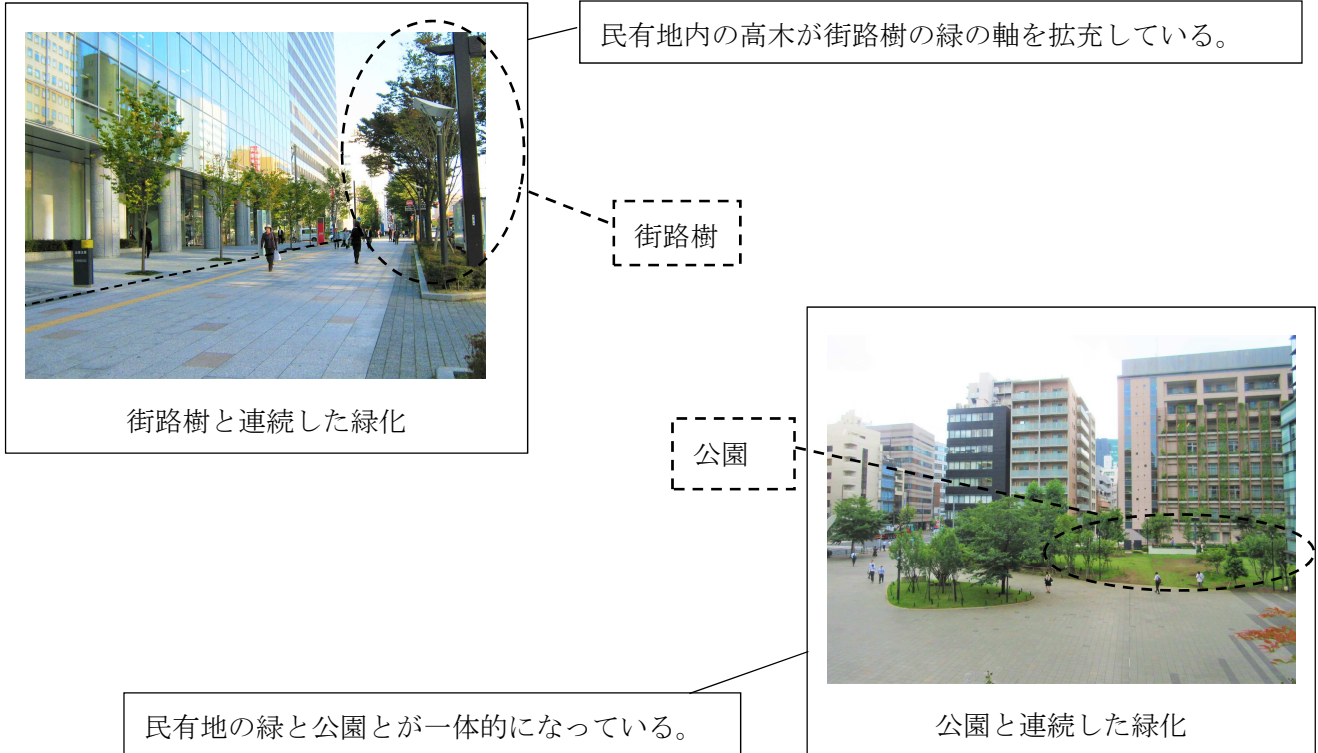 民有地内の高木が街路樹の緑の軸を拡充している。
街路樹
街路樹と連続した緑化
公園
民有地の緑と公園とが一体的になっている。
公園と連続した緑化